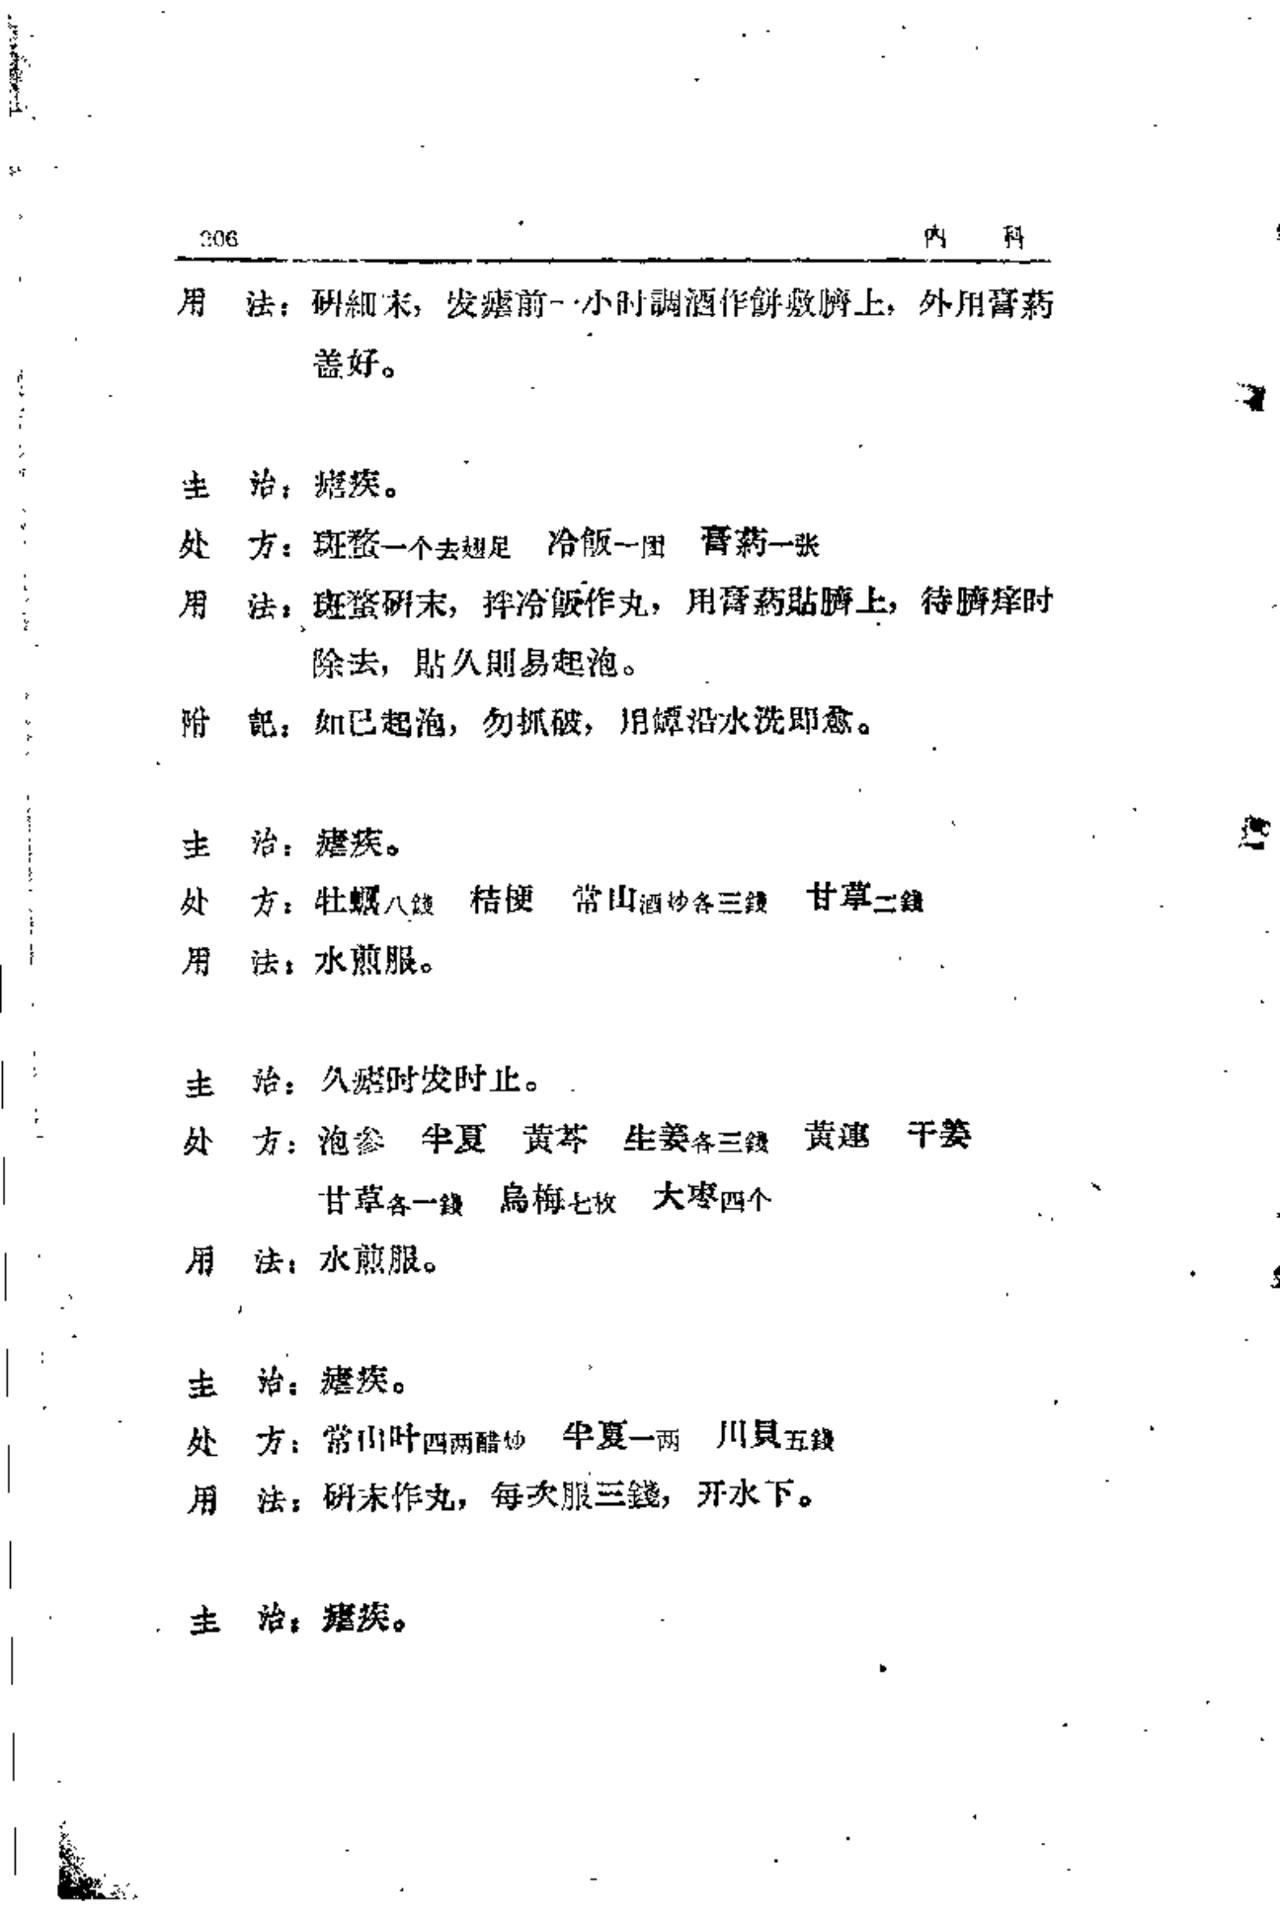 306 内 科
用 法：研細末，发瘧前一小时調酒作餅敷臍上，外用膏葯
盖好。
主 治：瘧疾。
处 方：斑蝥一个去翅足 冷飯一团 膏葯一张
用 法：斑蝥研末，拌冷飯作丸，用膏葯貼臍上，待臍痒时
除去，貼久則易起泡。
附 記：如已起泡，勿抓破，用罈沿水洗即愈。
主 治：瘧疾。
处 方：牡蠣八錢 桔梗 常山酒炒各三錢 甘草二錢
用 法：水煎服。
主 治：久瘧时发时止。
处 方：泡参 半夏 黃芩 生姜各三錢 黃連 干姜
甘草各一錢 烏梅七枚 大枣四个
用 法：水煎服。
主 治：瘧疾。
处 方：常山叶四两醋炒 半夏一两 川貝五錢
用 法：研末作丸，每次服三錢，开水下。
主 治：瘧疾。